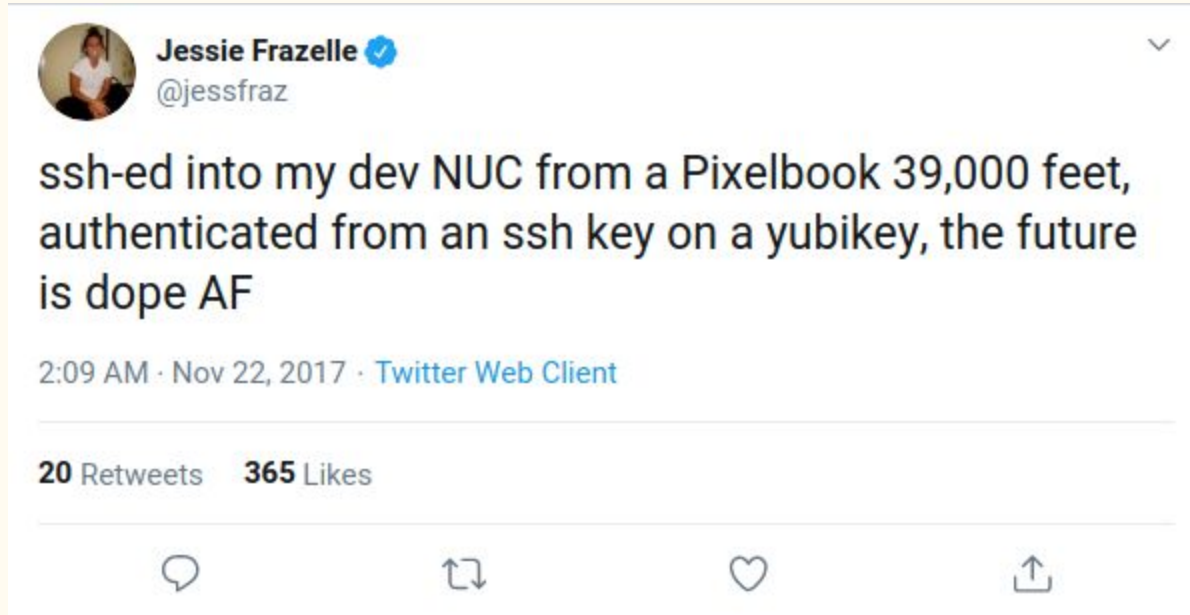 Jessie Frazelle
@jessfraz
ssh-ed into my dev NUC from a Pixelbook 39,000 feet,
authenticated from an ssh key on a yubikey, the future
is dope AF
2:09 AM · Nov 22, 2017 · Twitter Web Client
20 Retweets 365 Likes